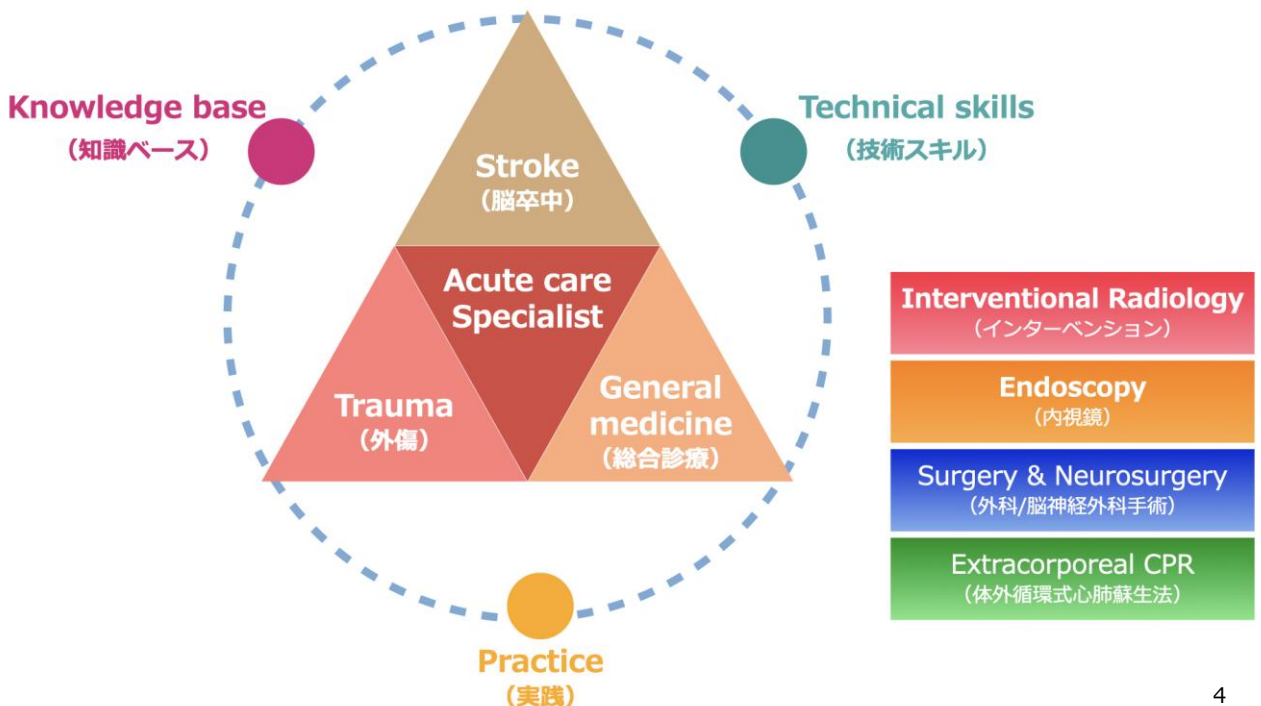 Knowledge base
（知識ベース）
Technical skills
（技術スキル）
Stroke
（脳卒中）
Acute care
Specialist
Trauma
（外傷）
General
medicine
（総合診療）
Practice
（実践）
Interventional Radiology
（インターベンション）
Endoscopy
（内視鏡）
Surgery & Neurosurgery
（外科/脳神経外科手術）
Extracorporeal CPR
（体外循環式心肺蘇生法）
4